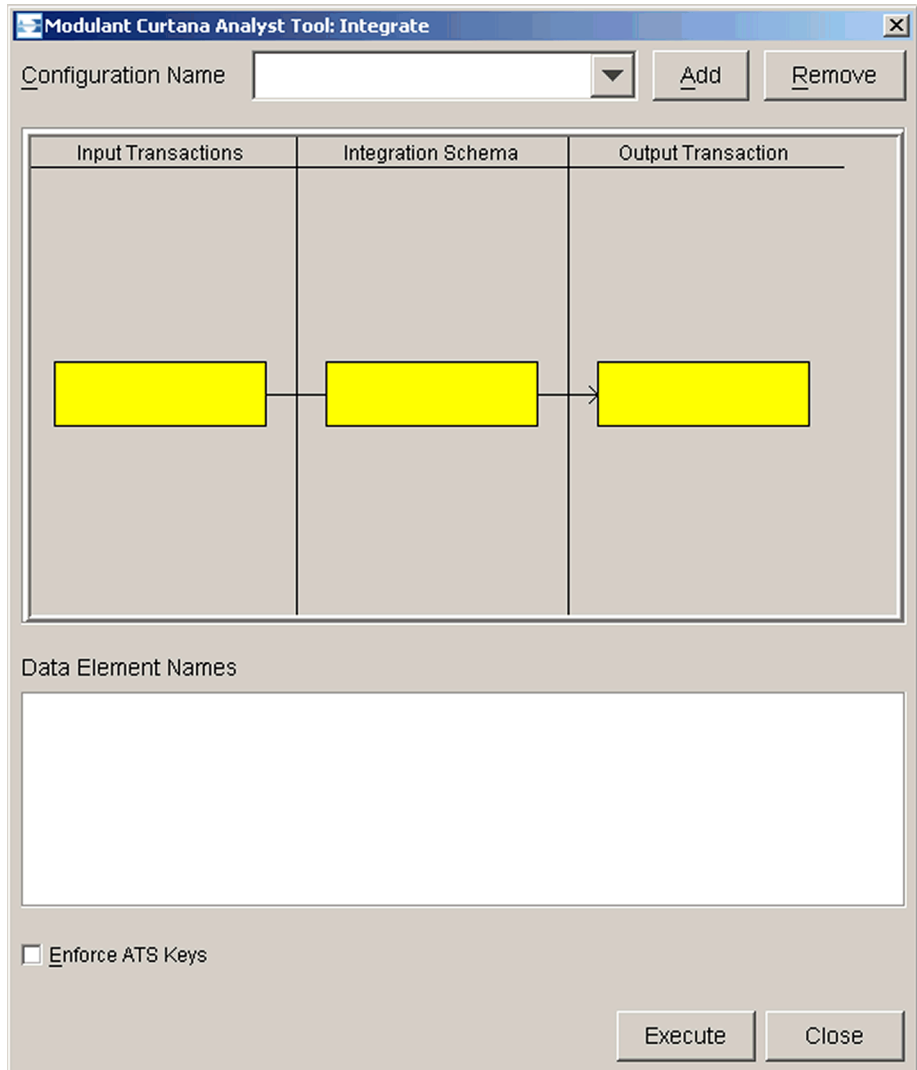 Modulant Curtana Analyst Tool: Integrate
Configuration Name Add Remove
Input Transactions Integration Schema Output Transaction
Data Element Names
Enforce ATS Keys
Execute Close